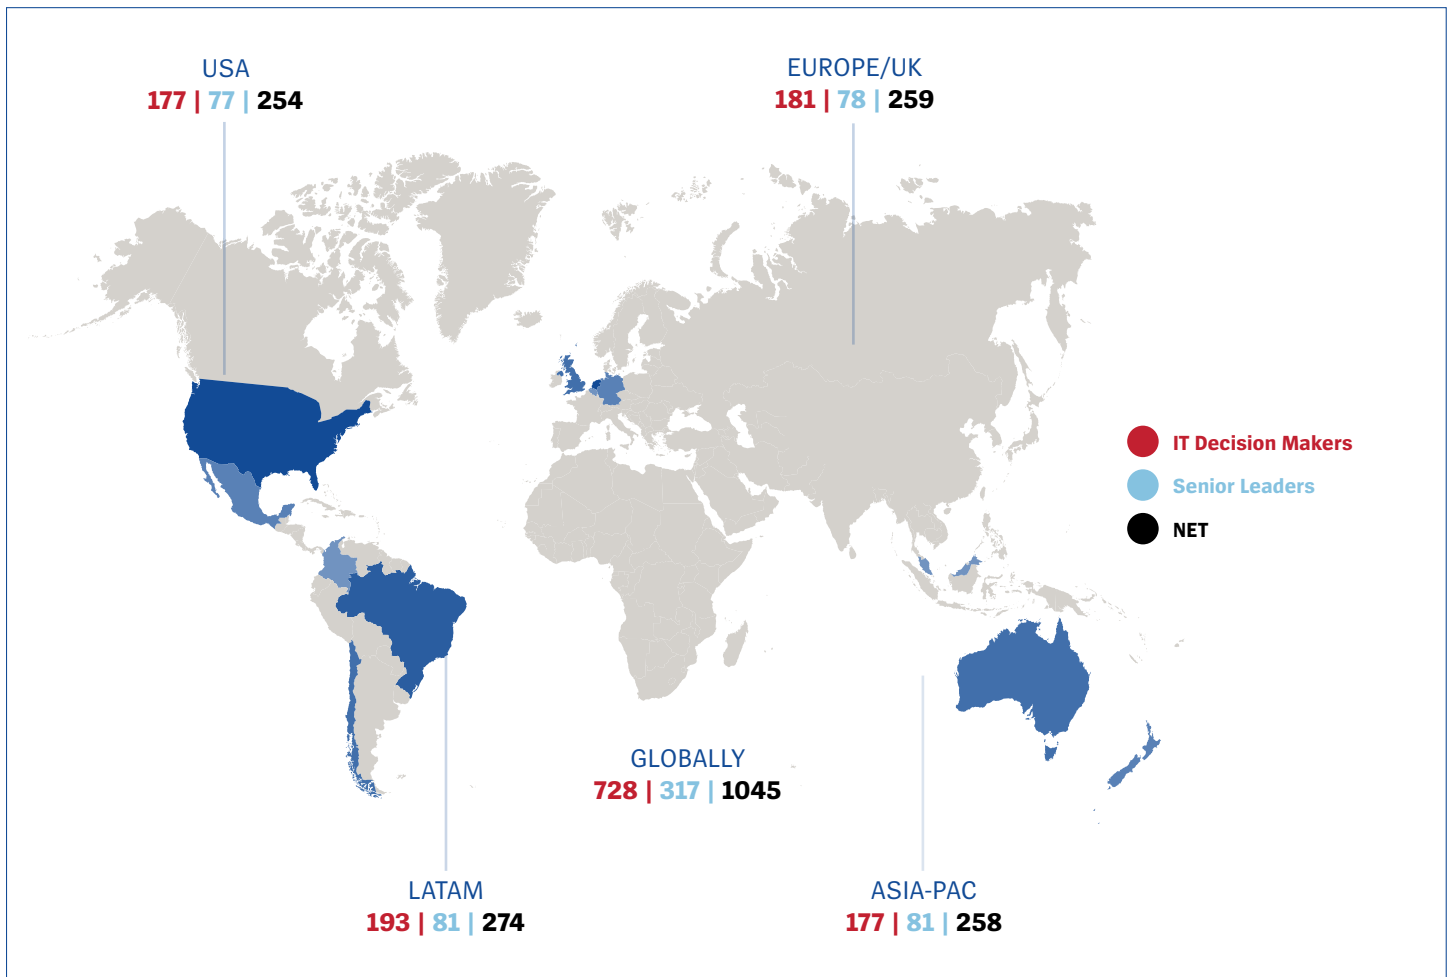 USA
177 | 77 | 254
EUROPE/UK
181 | 78 | 259
IT Decision Makers
Senior Leaders
NET
GLOBALLY
728 | 317 | 1045
LATAM
193 | 81 | 274
ASIA-PAC
177 | 81 | 258